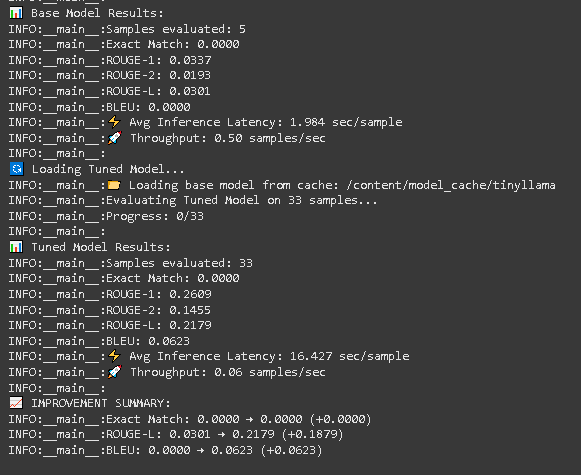 📊 Base Model Results:
INFO:__main__:Samples evaluated: 5
INFO:__main__:Exact Match: 0.0000
INFO:__main__:ROUGE-1: 0.0337
INFO:__main__:ROUGE-2: 0.0193
INFO:__main__:ROUGE-L: 0.0301
INFO:__main__:BLEU: 0.0000
INFO:__main__:⚡ Avg Inference Latency: 1.984 sec/sample
INFO:__main__:🚀 Throughput: 0.50 samples/sec
INFO:__main__:
🔄 Loading Tuned Model...
INFO:__main__:📂 Loading base model from cache: /content/model_cache/tinyllama
INFO:__main__:Evaluating Tuned Model on 33 samples...
INFO:__main__:Progress: 0/33
INFO:__main__:
📊 Tuned Model Results:
INFO:__main__:Samples evaluated: 33
INFO:__main__:Exact Match: 0.0000
INFO:__main__:ROUGE-1: 0.2609
INFO:__main__:ROUGE-2: 0.1455
INFO:__main__:ROUGE-L: 0.2179
INFO:__main__:BLEU: 0.0623
INFO:__main__:⚡ Avg Inference Latency: 16.427 sec/sample
INFO:__main__:🚀 Throughput: 0.06 samples/sec
INFO:__main__:
📈 IMPROVEMENT SUMMARY:
INFO:__main__:Exact Match: 0.0000 → 0.0000 (+0.0000)
INFO:__main__:ROUGE-L: 0.0301 → 0.2179 (+0.1879)
INFO:__main__:BLEU: 0.0000 → 0.0623 (+0.0623)